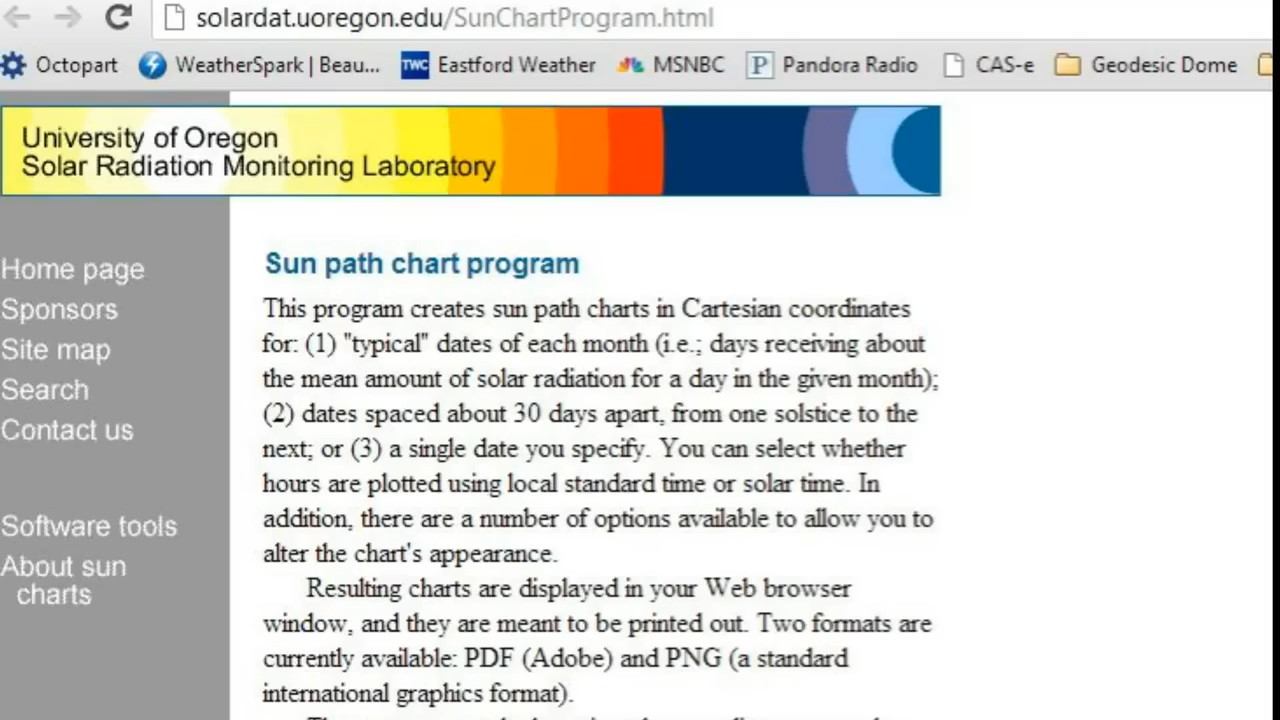 solardat.uoregon.edu/SunChartProgram.html
Octopart WeatherSpark | Beau... TWC Eastford Weather MSNBC P Pandora Radio CAS-e Geodesic Dome
University of Oregon
Solar Radiation Monitoring Laboratory
Home page
Sponsors
Site map
Search
Contact us
Software tools
About sun
charts
Sun path chart program
This program creates sun path charts in Cartesian coordinates
for: (1) "typical" dates of each month (i.e.; days receiving about
the mean amount of solar radiation for a day in the given month);
(2) dates spaced about 30 days apart, from one solstice to the
next; or (3) a single date you specify. You can select whether
hours are plotted using local standard time or solar time. In
addition, there are a number of options available to allow you to
alter the chart's appearance.
Resulting charts are displayed in your Web browser
window, and they are meant to be printed out. Two formats are
currently available: PDF (Adobe) and PNG (a standard
international graphics format).